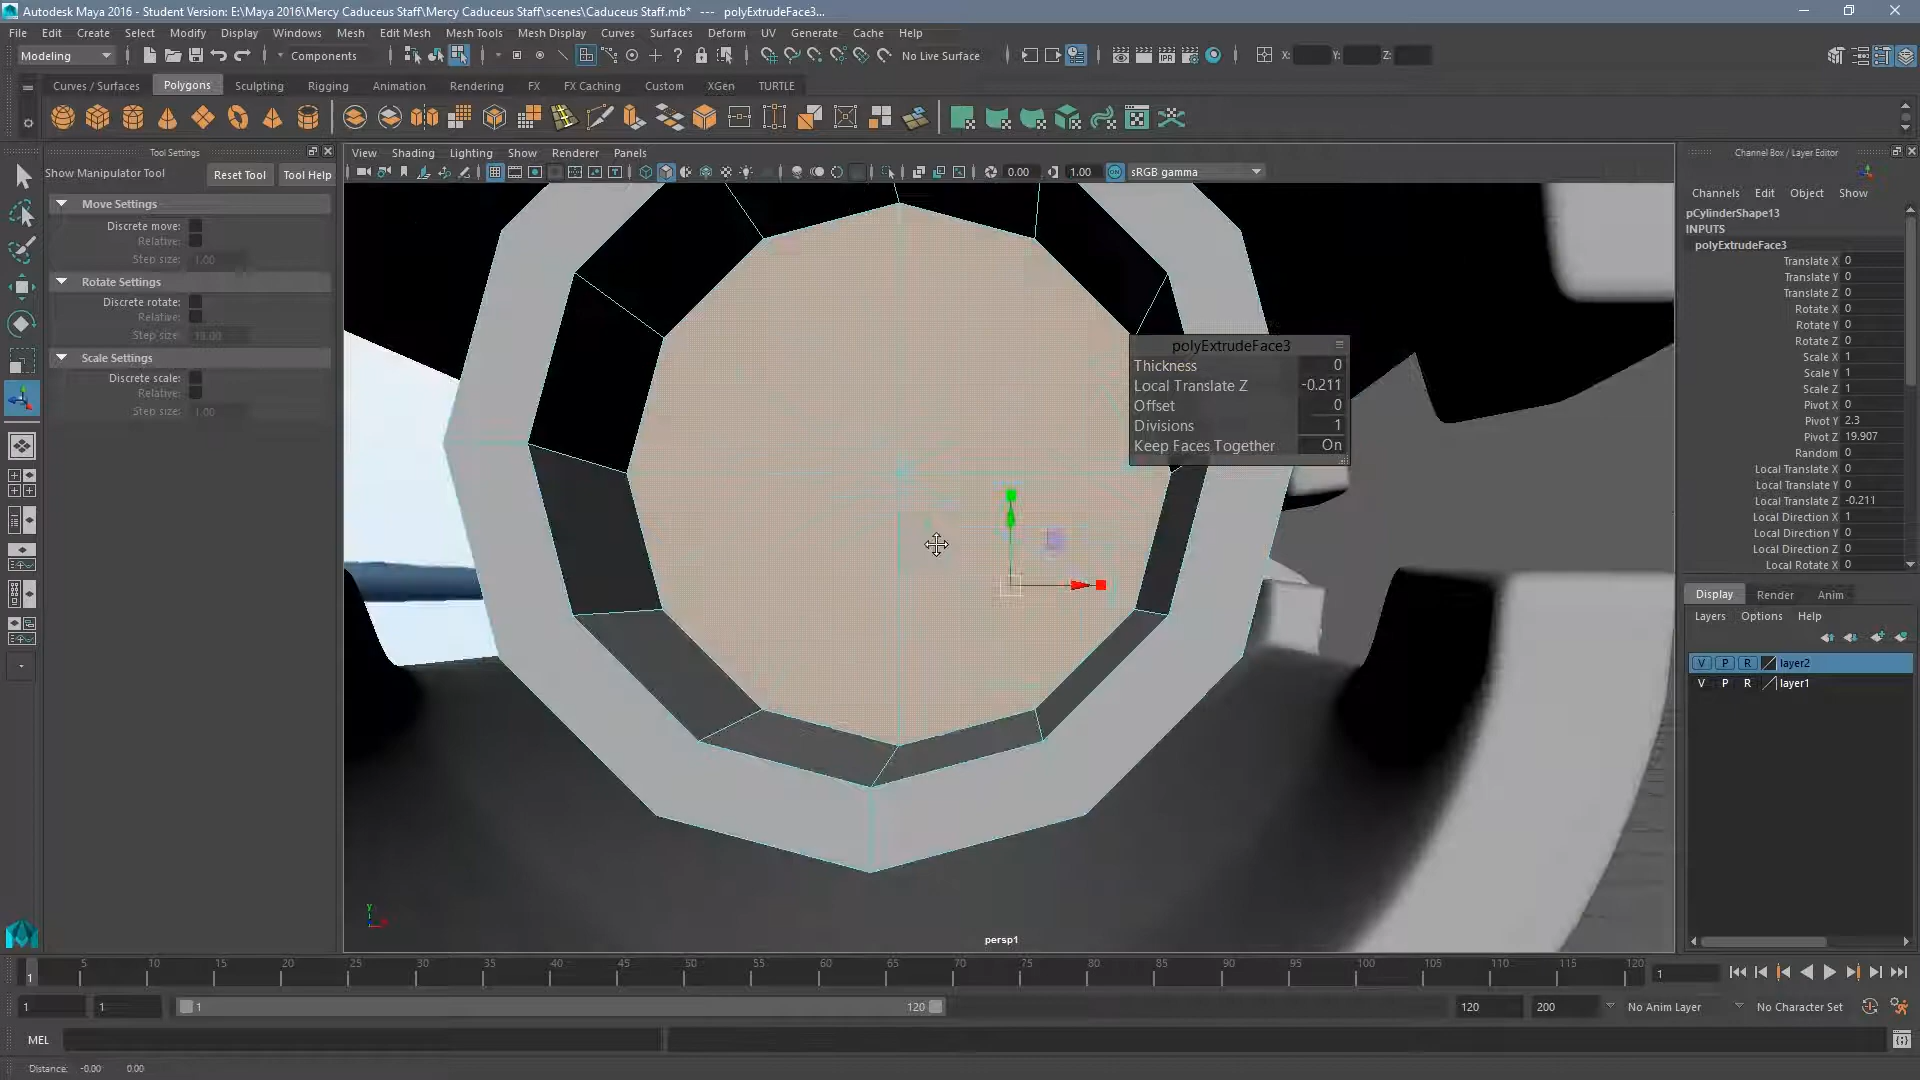 Autodesk Maya 2016 - Student Version: E:\Maya 2016\Mercy Caduceus Staff\Mercy Caduceus Staff\scenes\Caduceus Staff.mb* --- polyExtrudeFace3...
File Edit Create Select Modify Display Windows Mesh Edit Mesh Mesh Tools Mesh Display Curves Surfaces Deform UV Generate Cache Help
Modeling Components No Live Surface X: Y: Z:
Curves / Surfaces Polygons Sculpting Rigging Animation Rendering FX FX Caching Custom XGen TURTLE
Tool Settings
Show Manipulator Tool Reset Tool Tool Help
Move Settings
Discrete move:
Relative:
Step size: 1.00
Rotate Settings
Discrete rotate:
Relative:
Step size:
Scale Settings
Discrete scale:
Relative:
Step size: 1.00
View Shading Lighting Show Renderer Panels
0.00 1.00 ON sRGB gamma
polyExtrudeFace3
Thickness 0
Local Translate Z -0.211
Offset 0
Divisions 1
Keep Faces Together On
persp1
Channel Box / Layer Editor
Channels Edit Object Show
pCylinderShape13
INPUTS
polyExtrudeFace3
Translate X 0
Translate Y 0
Translate Z 0
Rotate X 0
Rotate Y 0
Rotate Z 0
Scale X 1
Scale Y 1
Scale Z 1
Pivot X 0
Pivot Y 2.3
Pivot Z 19.907
Random 0
Local Translate X 0
Local Translate Y 0
Local Translate Z -0.211
Local Direction X 1
Local Direction Y 0
Local Direction Z 0
Local Rotate X 0
Display Render Anim
Layers Options Help
V P R layer2
V P R layer1
1 5 10 15 20 25 30 35 40 45 50 55 60 65 70 75 80 85 90 95 100 105 110 115 120 1
1 1 1 120 120 200 No Anim Layer No Character Set
MEL
Distance: -0.00 0.00